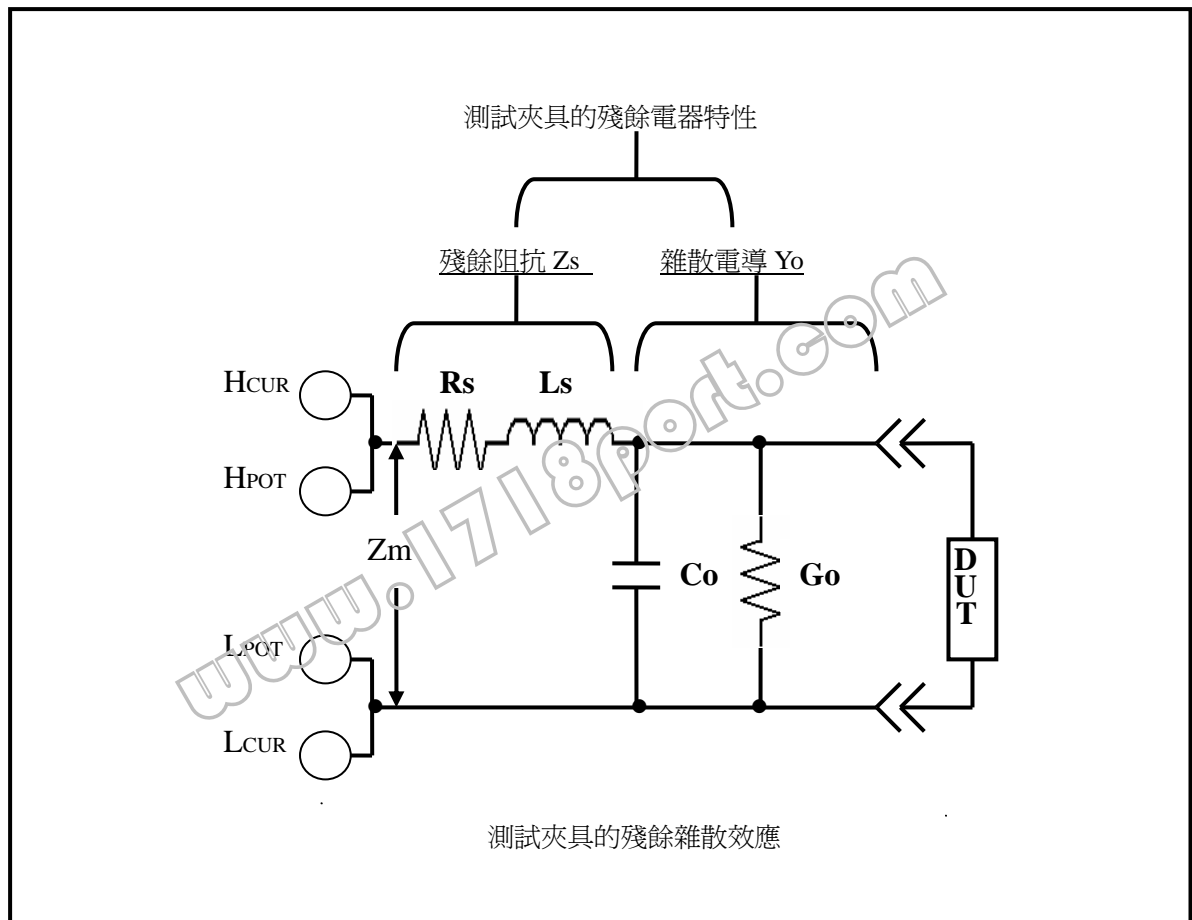 測試夾具的殘餘電器特性
殘餘阻抗 Zs 雜散電導 Yo
HCUR Rs Ls
HPOT
Zm
Co Go DUT
LPOT
LCUR
測試夾具的殘餘雜散效應
www.1718port.com